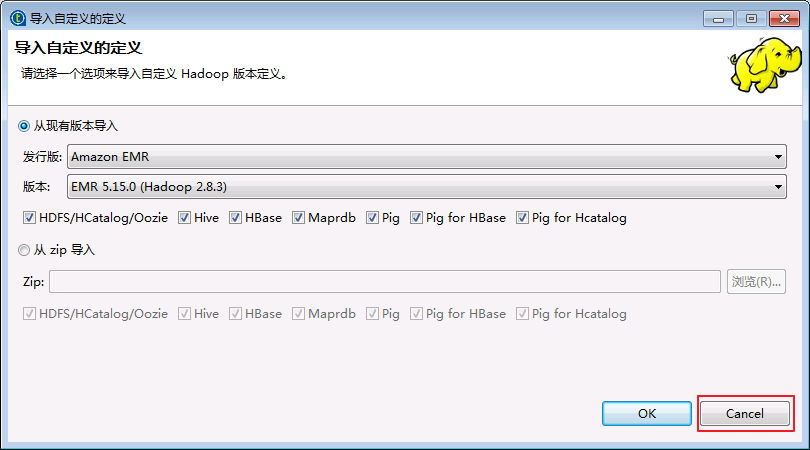 导入自定义的定义
导入自定义的定义
请选择一个选项来导入自定义 Hadoop 版本定义。
从现有版本导入
发行版: Amazon EMR
版本: EMR 5.15.0 (Hadoop 2.8.3)
HDFS/HCatalog/Oozie Hive HBase Maprdb Pig Pig for HBase Pig for Hcatalog
从 zip 导入
Zip: 浏览(R)...
HDFS/HCatalog/Oozie Hive HBase Maprdb Pig Pig for HBase Pig for Hcatalog
OK Cancel